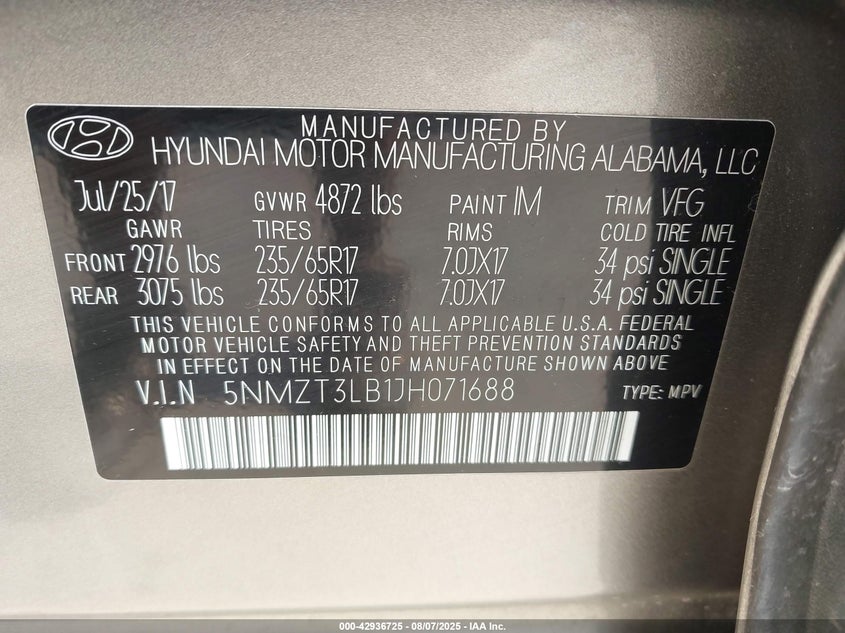 MANUFACTURED BY
HYUNDAI MOTOR MANUFACTURING ALABAMA, LLC
Jul/25/17 GVWR 4872 lbs PAINT IM TRIM VFG
GAWR TIRES RIMS COLD TIRE INFL
FRONT 2976 lbs 235/65R17 7.0JX17 34 psi SINGLE
REAR 3075 lbs 235/65R17 7.0JX17 34 psi SINGLE
THIS VEHICLE CONFORMS TO ALL APPLICABLE U.S.A. FEDERAL
MOTOR VEHICLE SAFETY AND THEFT PREVENTION STANDARDS
IN EFFECT ON THE DATE OF MANUFACTURE SHOWN ABOVE
V.I.N 5NMZT3LB1JH071688 TYPE: MPV
000-42936725 - 08/07/2025 - IAA Inc.